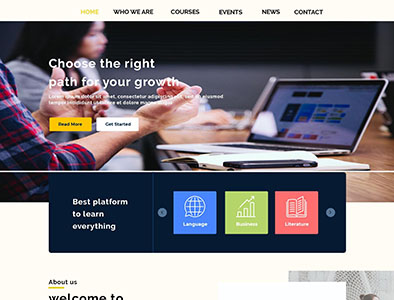 HOME WHO WE ARE COURSES EVENTS NEWS CONTACT
Choose the right
path for your growth
Lorem ipsum dolor sit amet, consectetur adipiscing elit, sed do eiusmod
tempor incididunt ut labore et dolore magna aliqua
Read More Get Started
Best platform
to learn
everything
Language Business Literature
About us
welcome to